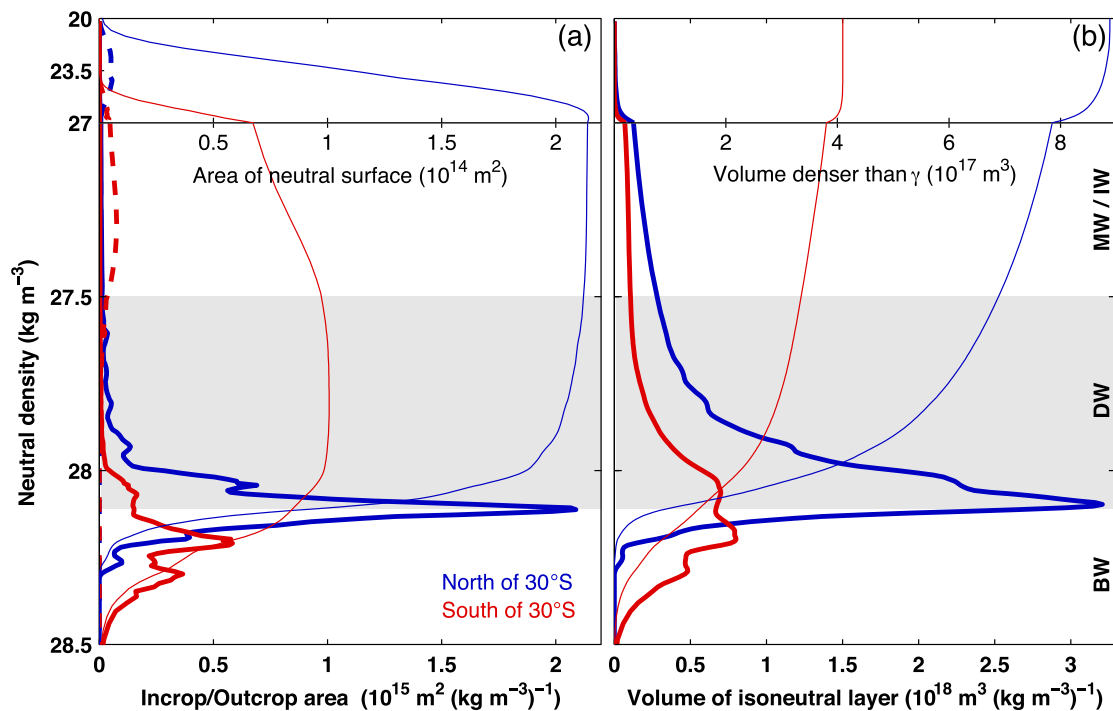 20
23.5
27
27.5
28
28.5
Neutral density (kg m⁻³)
(a)
0.5 1 1.5 2
Area of neutral surface (10¹⁴ m²)
North of 30°S
South of 30°S
0 0.5 1 1.5 2
Incrop/Outcrop area (10¹⁵ m² (kg m⁻³)⁻¹)
(b)
2 4 6 8
Volume denser than γ (10¹⁷ m³)
MW / IW
DW
BW
0 0.5 1 1.5 2 2.5 3
Volume of isoneutral layer (10¹⁸ m³ (kg m⁻³)⁻¹)